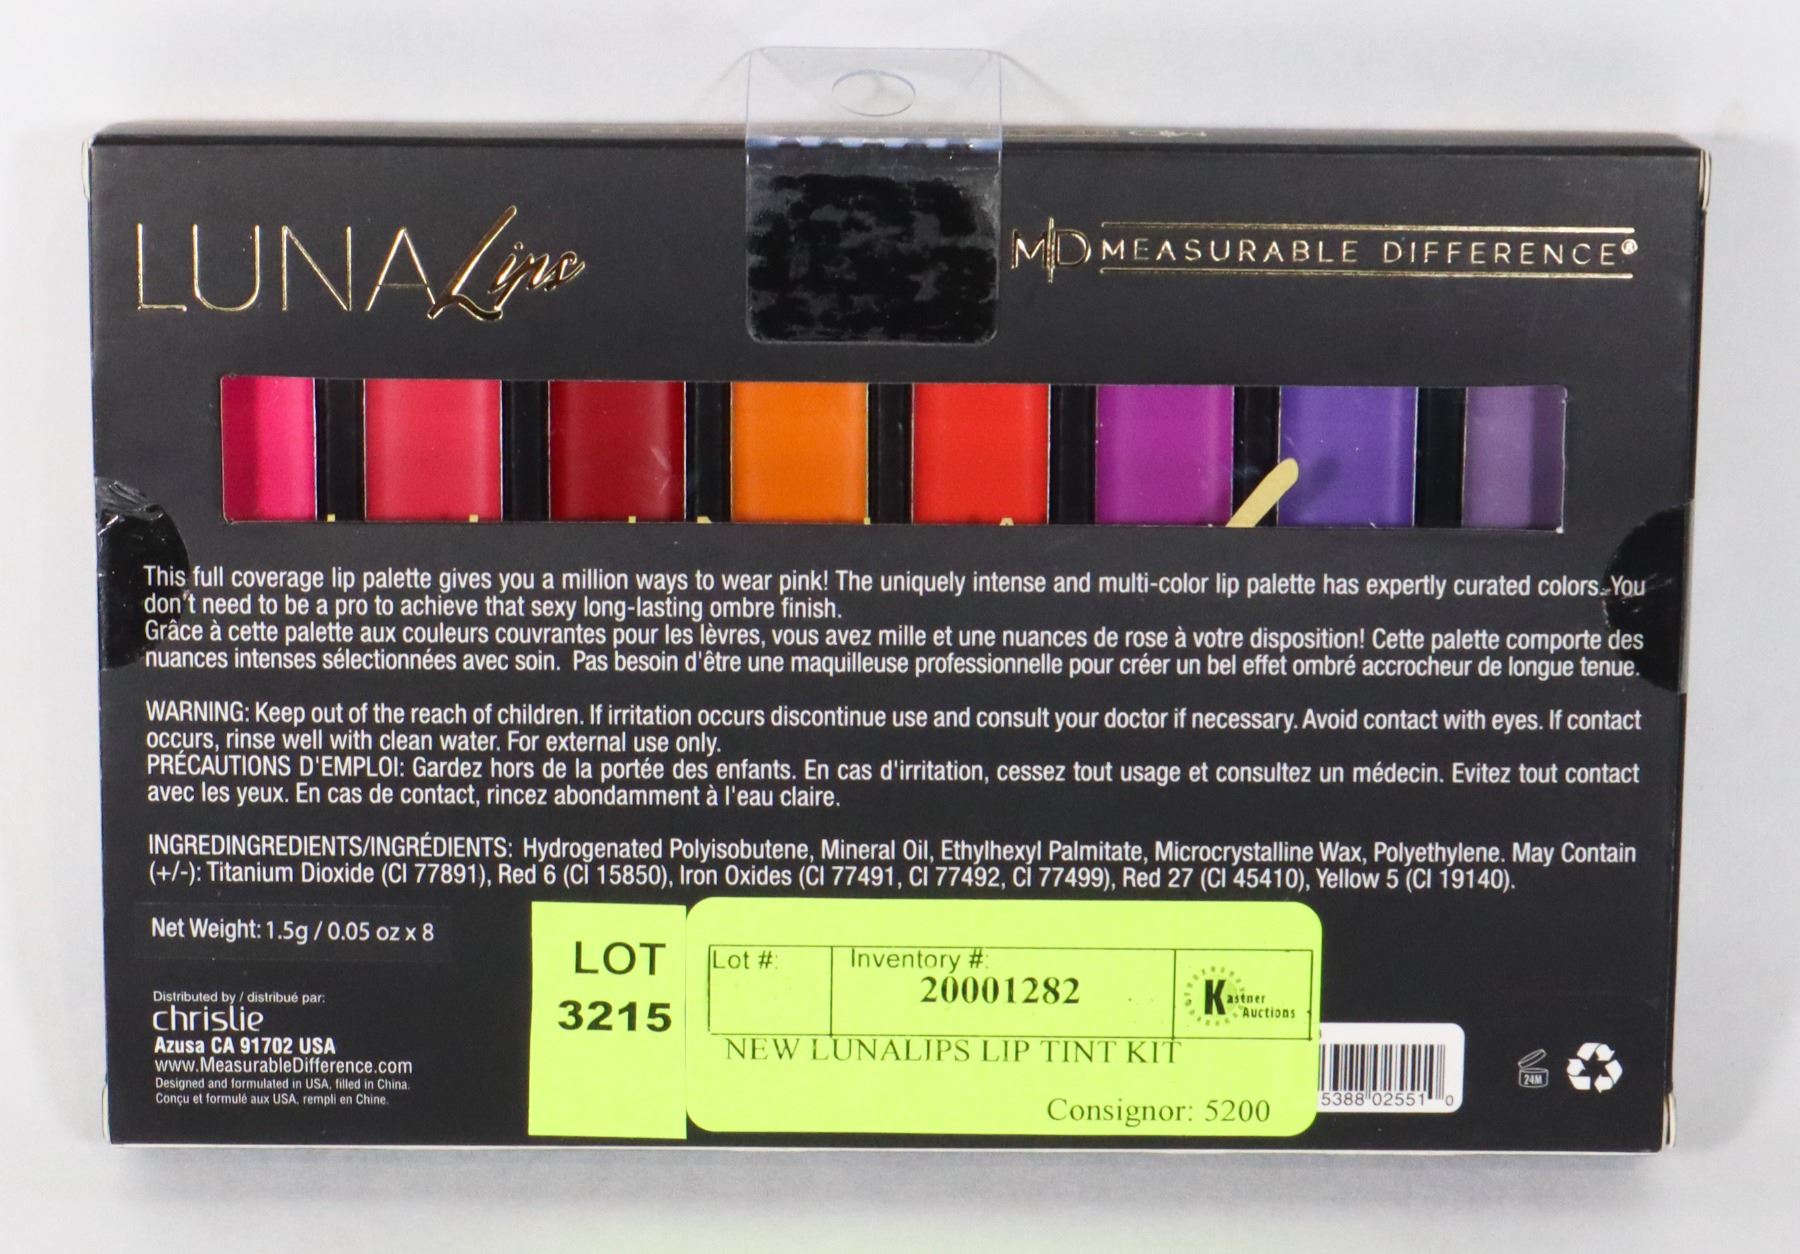 LUNA Lips
MD MEASURABLE DIFFERENCE®
This full coverage lip palette gives you a million ways to wear pink! The uniquely intense and multi-color lip palette has expertly curated colors. You
don't need to be a pro to achieve that sexy long-lasting ombre finish.
Grâce à cette palette aux couleurs couvrantes pour les lèvres, vous avez mille et une nuances de rose à votre disposition! Cette palette comporte des
nuances intenses sélectionnées avec soin. Pas besoin d'être une maquilleuse professionnelle pour créer un bel effet ombré accrocheur de longue tenue.
WARNING: Keep out of the reach of children. If irritation occurs discontinue use and consult your doctor if necessary. Avoid contact with eyes. If contact
occurs, rinse well with clean water. For external use only.
PRÉCAUTIONS D'EMPLOI: Gardez hors de la portée des enfants. En cas d'irritation, cessez tout usage et consultez un médecin. Evitez tout contact
avec les yeux. En cas de contact, rincez abondamment à l'eau claire.
INGREDINGREDIENTS/INGRÉDIENTS: Hydrogenated Polyisobutene, Mineral Oil, Ethylhexyl Palmitate, Microcrystalline Wax, Polyethylene. May Contain
(+/-): Titanium Dioxide (CI 77891), Red 6 (CI 15850), Iron Oxides (CI 77491, CI 77492, CI 77499), Red 27 (CI 45410), Yellow 5 (CI 19140).
Net Weight: 1.5g / 0.05 oz x 8
Distributed by / distribué par:
chrislie
Azusa CA 91702 USA
www.MeasurableDifference.com
Designed and formulated in USA, filled in China.
Conçu et formulé aux USA, rempli en Chine.
LOT
3215
Lot #:
Inventory #:
20001282
Kastner
Auctions
NEW LUNALIPS LIP TINT KIT
Consignor: 5200
5388 02551 0
24M